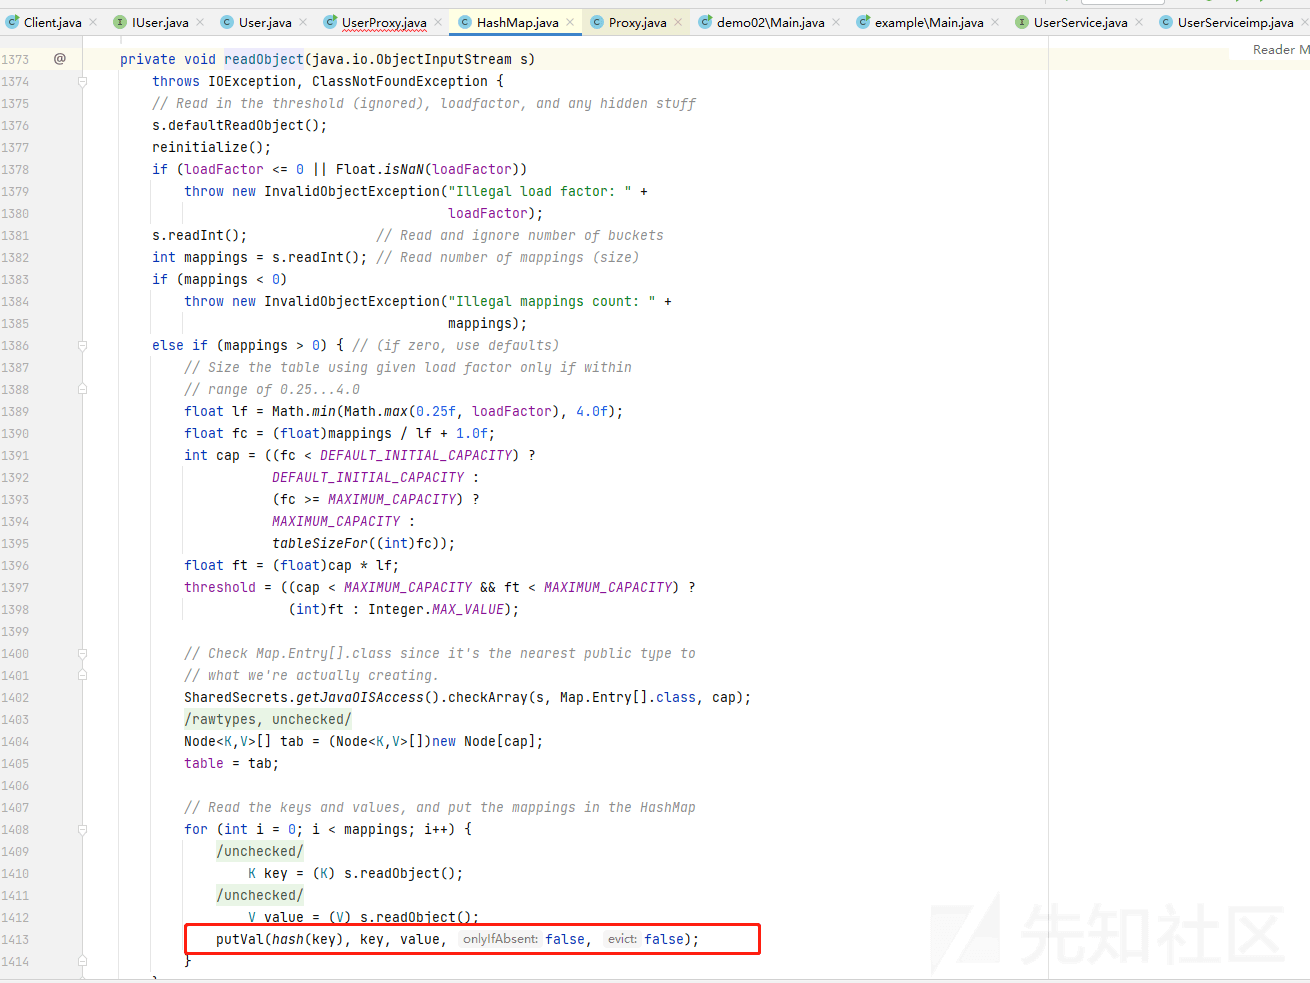 Client.java IUser.java User.java UserProxy.java HashMap.java Proxy.java demo02\Main.java example\Main.java UserService.java UserServiceimp.java
Reader M
1373 @ private void readObject(java.io.ObjectInputStream s)
1374 throws IOException, ClassNotFoundException {
1375 // Read in the threshold (ignored), loadfactor, and any hidden stuff
1376 s.defaultReadObject();
1377 reinitialize();
1378 if (loadFactor <= 0 || Float.isNaN(loadFactor))
1379 throw new InvalidObjectException("Illegal load factor: " +
1380 loadFactor);
1381 s.readInt(); // Read and ignore number of buckets
1382 int mappings = s.readInt(); // Read number of mappings (size)
1383 if (mappings < 0)
1384 throw new InvalidObjectException("Illegal mappings count: " +
1385 mappings);
1386 else if (mappings > 0) { // (if zero, use defaults)
1387 // Size the table using given load factor only if within
1388 // range of 0.25...4.0
1389 float lf = Math.min(Math.max(0.25f, loadFactor), 4.0f);
1390 float fc = (float)mappings / lf + 1.0f;
1391 int cap = ((fc < DEFAULT_INITIAL_CAPACITY) ?
1392 DEFAULT_INITIAL_CAPACITY :
1393 (fc >= MAXIMUM_CAPACITY) ?
1394 MAXIMUM_CAPACITY :
1395 tableSizeFor((int)fc));
1396 float ft = (float)cap * lf;
1397 threshold = ((cap < MAXIMUM_CAPACITY && ft < MAXIMUM_CAPACITY) ?
1398 (int)ft : Integer.MAX_VALUE);
1399
1400 // Check Map.Entry[].class since it's the nearest public type to
1401 // what we're actually creating.
1402 SharedSecrets.getJavaOISAccess().checkArray(s, Map.Entry[].class, cap);
1403 /rawtypes, unchecked/
1404 Node<K,V>[] tab = (Node<K,V>[])new Node[cap];
1405 table = tab;
1406
1407 // Read the keys and values, and put the mappings in the HashMap
1408 for (int i = 0; i < mappings; i++) {
1409 /unchecked/
1410 K key = (K) s.readObject();
1411 /unchecked/
1412 V value = (V) s.readObject();
1413 putVal(hash(key), key, value, onlyIfAbsent: false, evict: false);
1414 }
先知社区